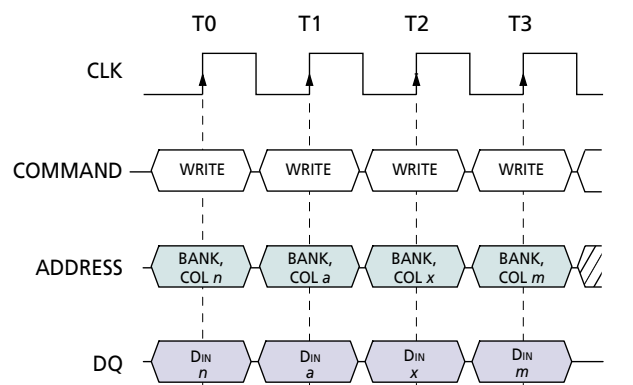 T0 T1 T2 T3
CLK
COMMAND WRITE WRITE WRITE WRITE
ADDRESS
BANK, BANK, BANK, BANK,
COL n COL a COL x COL m
DQ
DIN DIN DIN DIN
n a x m